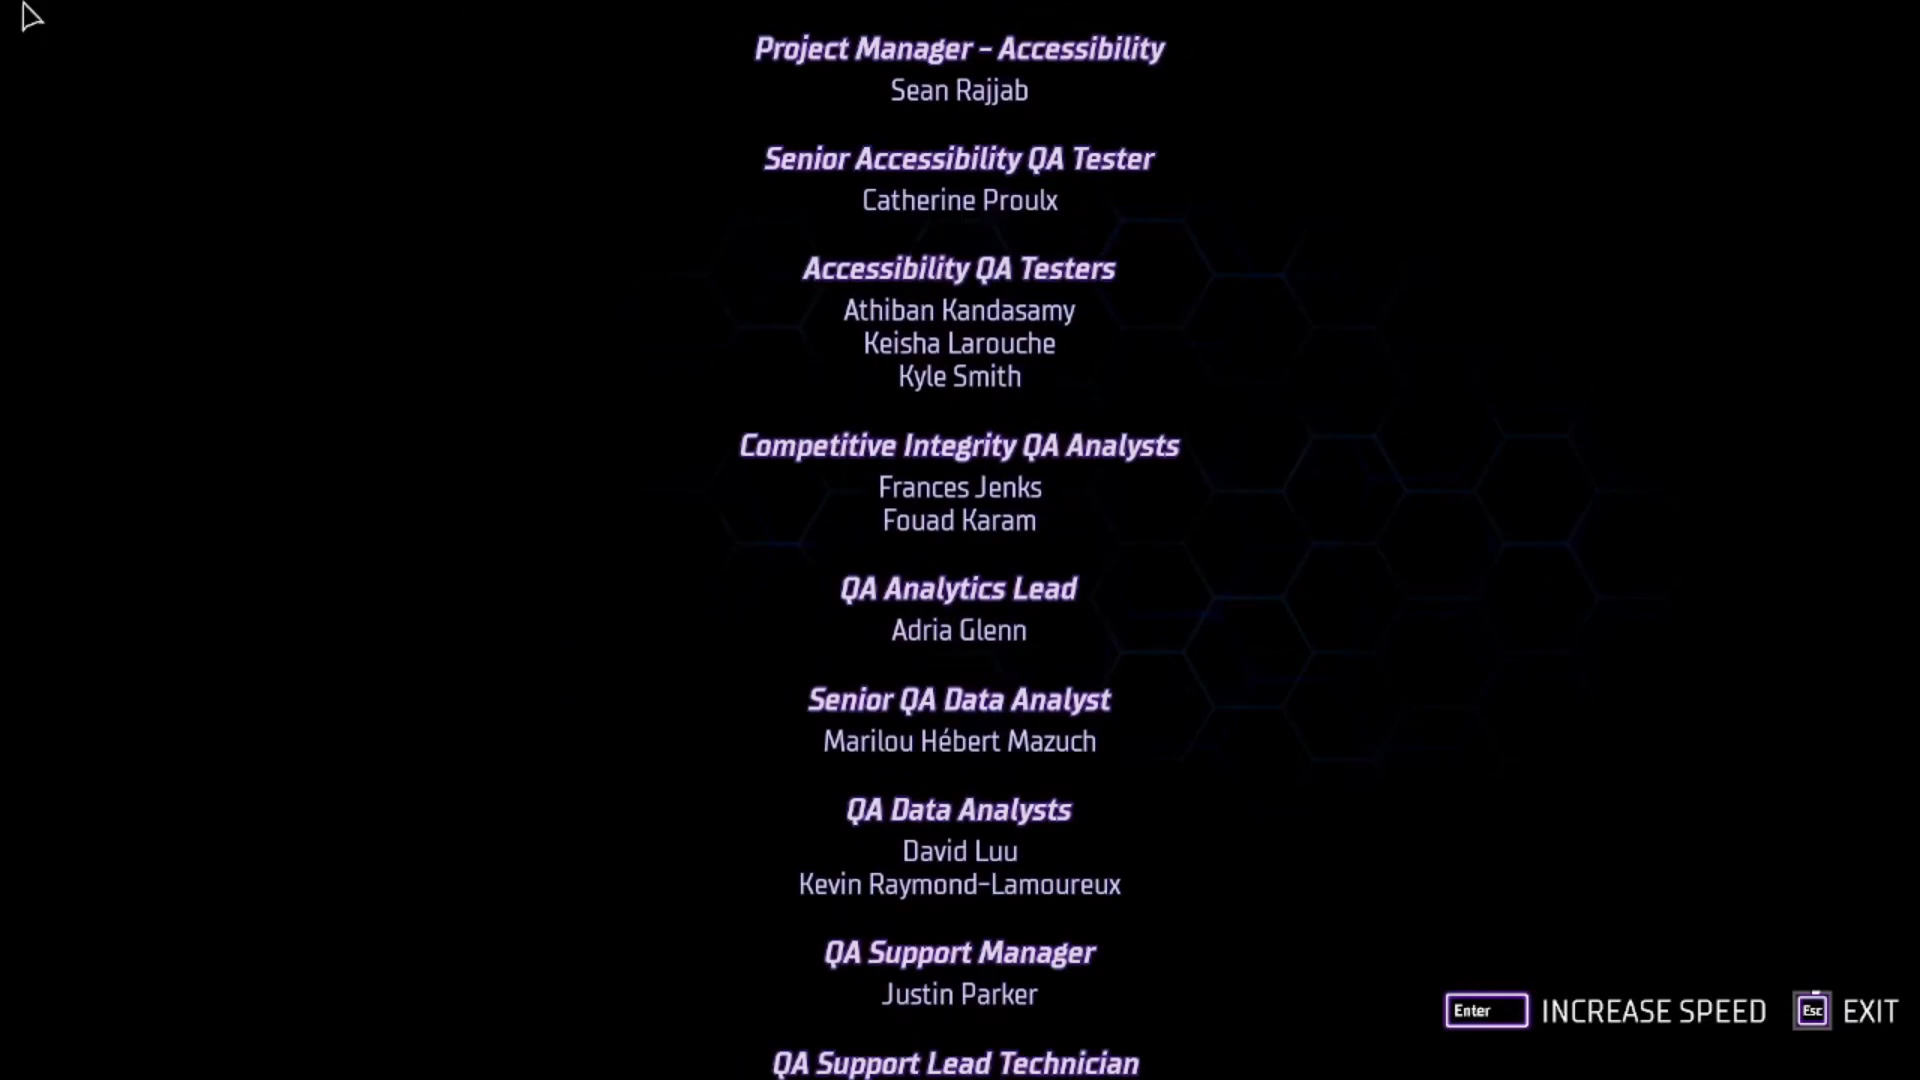 Project Manager - Accessibility
Sean Rajjab
Senior Accessibility QA Tester
Catherine Proulx
Accessibility QA Testers
Athiban Kandasamy
Keisha Larouche
Kyle Smith
Competitive Integrity QA Analysts
Frances Jenks
Fouad Karam
QA Analytics Lead
Adria Glenn
Senior QA Data Analyst
Marilou Hébert Mazuch
QA Data Analysts
David Luu
Kevin Raymond-Lamoureux
QA Support Manager
Justin Parker
Enter INCREASE SPEED Esc EXIT
QA Support Lead Technician